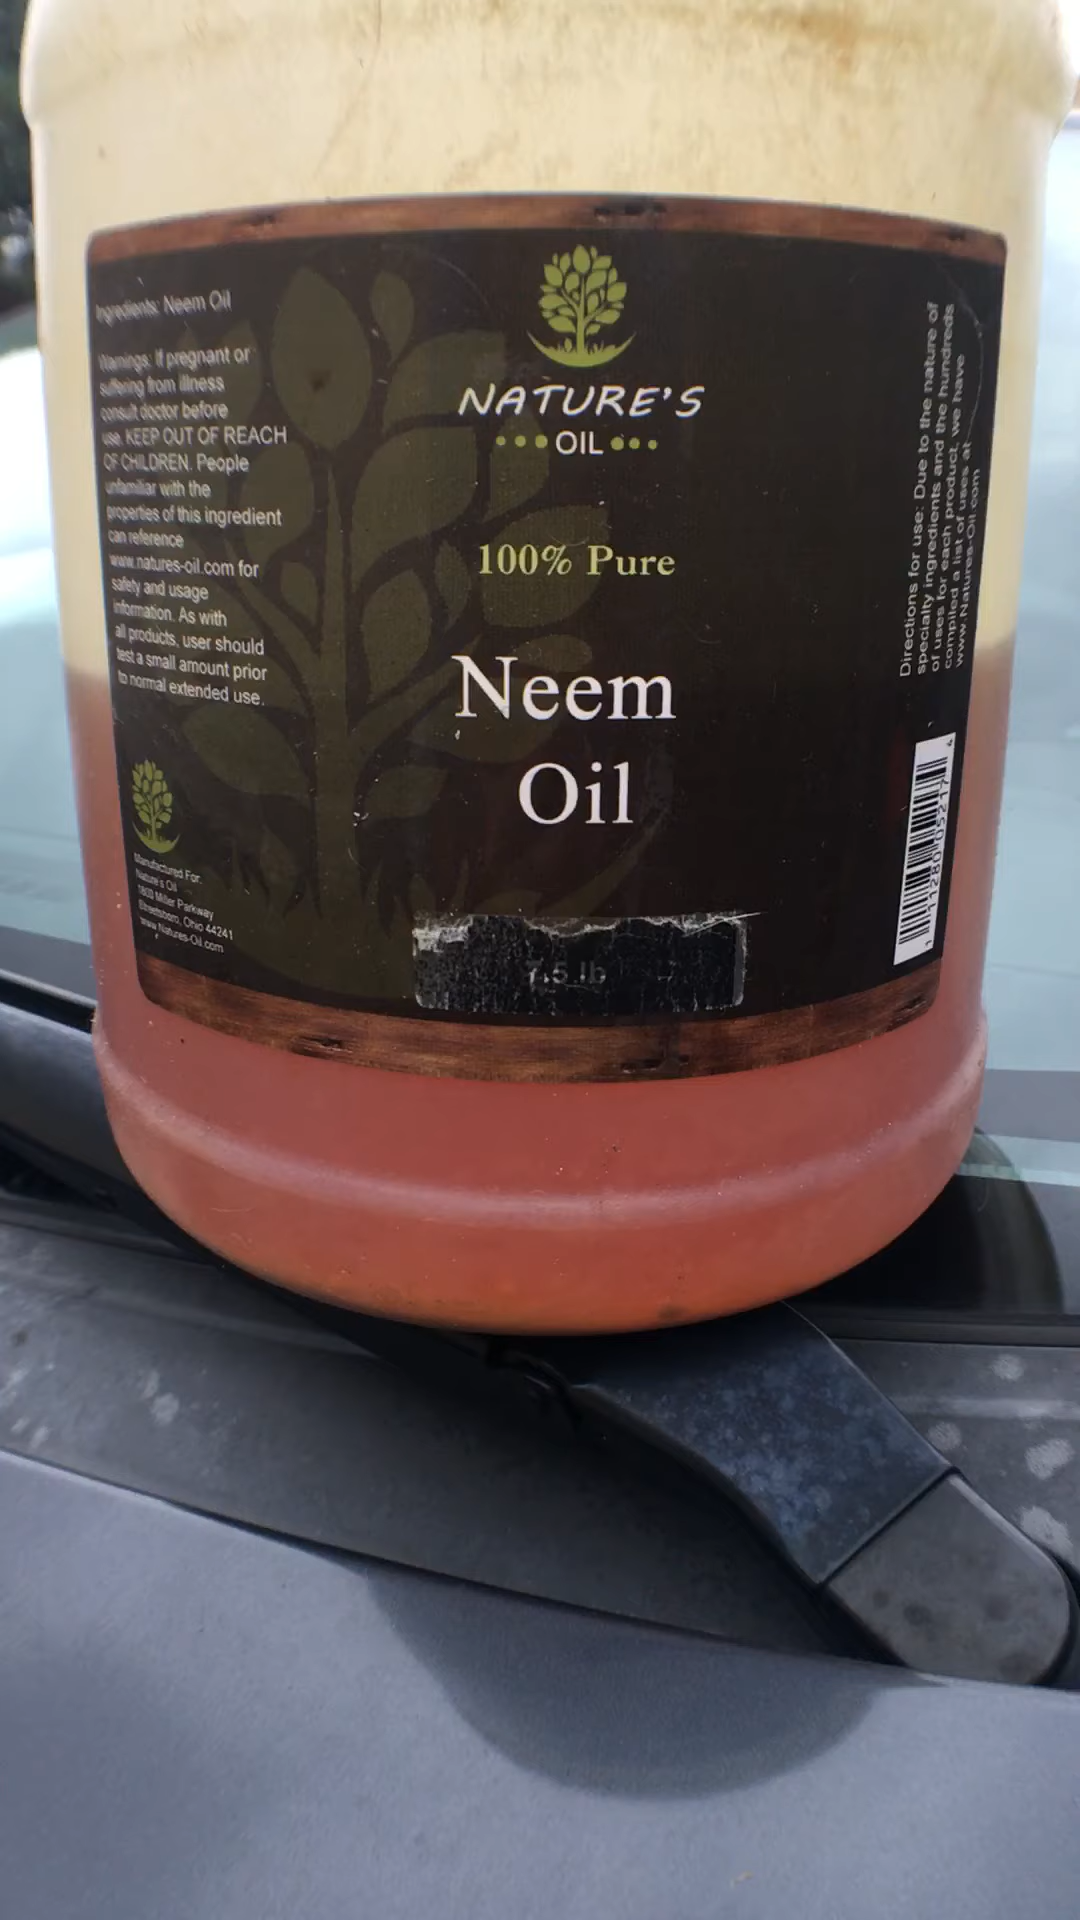 Ingredients: Neem Oil
Warnings: If pregnant or
suffering from illness
consult doctor before
use. KEEP OUT OF REACH
OF CHILDREN. People
unfamiliar with the
properties of this ingredient
can reference
www.natures-oil.com for
safety and usage
information. As with
all products, user should
test a small amount prior
to normal extended use.
Manufactured For:
Nature's Oil
1800 Miller Parkway
Streetsboro, Ohio 44241
www.Natures-Oil.com
NATURE'S
OIL
100% Pure
Neem
Oil
7.5 lb
Directions for use: Due to the nature of
specialty ingredients and the hundreds
of uses for each product, we have
compiled a list of uses at
www.Natures-Oil.com
1 11280 05217 4